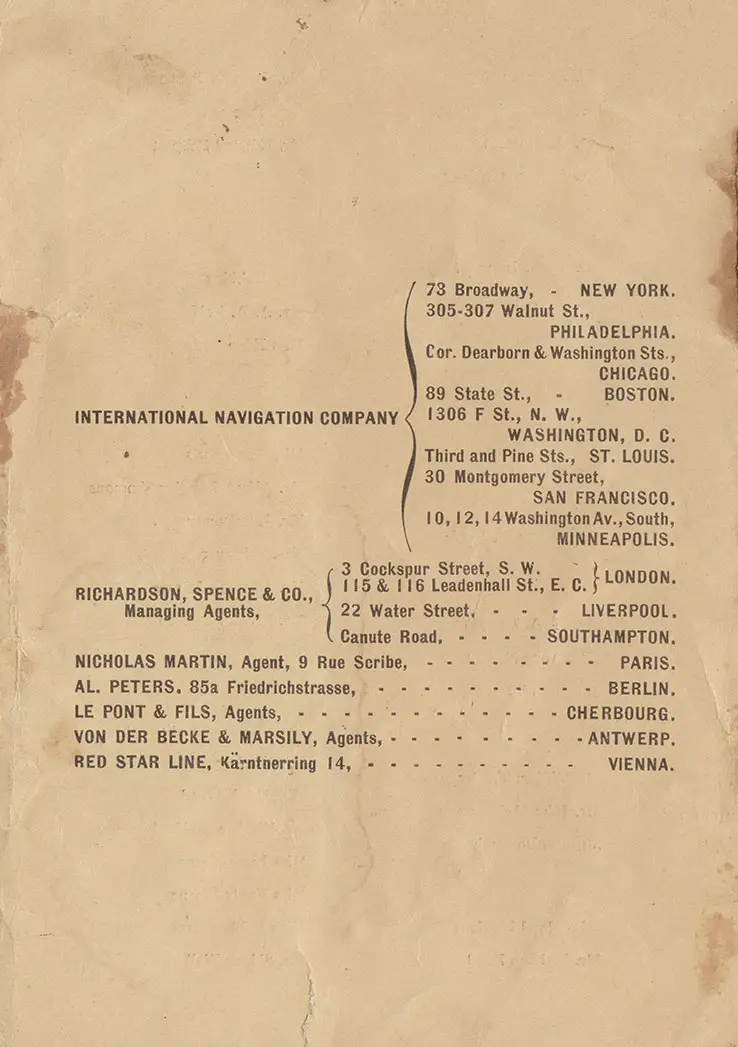 73 Broadway, - NEW YORK.
305-307 Walnut St.,
PHILADELPHIA.
Cor. Dearborn & Washington Sts.,
CHICAGO.
89 State St., - BOSTON.
INTERNATIONAL NAVIGATION COMPANY
1306 F St., N. W.,
WASHINGTON, D. C.
Third and Pine Sts., ST. LOUIS.
30 Montgomery Street,
SAN FRANCISCO.
10, 12, 14 Washington Av., South,
MINNEAPOLIS.
RICHARDSON, SPENCE & CO.,
Managing Agents,
3 Cockspur Street, S. W.
115 & 116 Leadenhall St., E. C. LONDON.
22 Water Street, - - - LIVERPOOL.
Canute Road, - - - - SOUTHAMPTON.
NICHOLAS MARTIN, Agent, 9 Rue Scribe, - - - - - - - - PARIS.
AL. PETERS, 85a Friedrichstrasse, - - - - - - - - - - BERLIN.
LE PONT & FILS, Agents, - - - - - - - - - - - - CHERBOURG.
VON DER BECKE & MARSILY, Agents, - - - - - - - - - ANTWERP.
RED STAR LINE, Kärntnerring 14, - - - - - - - - - - VIENNA.